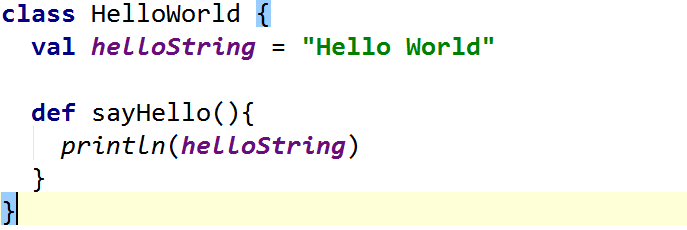 class HelloWorld {
  val helloString = "Hello World"

  def sayHello(){
    println(helloString)
  }
}